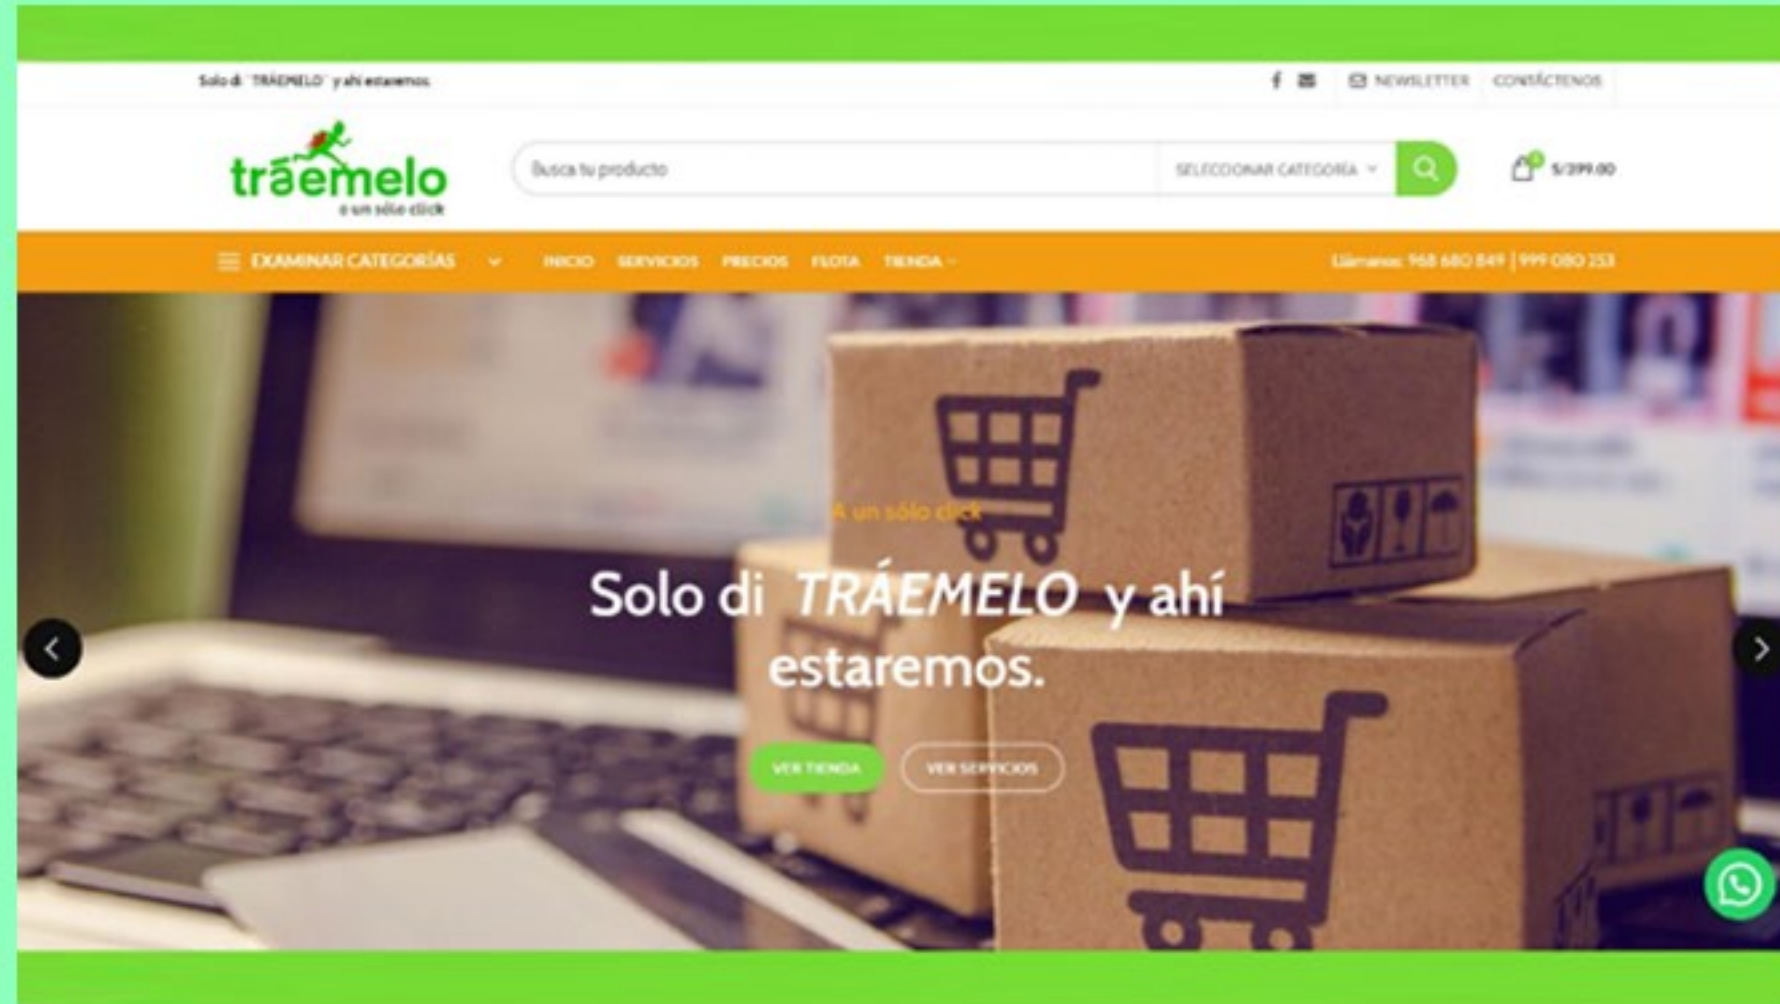 Solo di "TRÁEMELO" y ahí estaremos.
NEWSLETTER
CONTÁCTENOS
tráemelo
a un sólo click
Busca tu producto
SELECCIONAR CATEGORÍA
S/399.00
EXAMINAR CATEGORÍAS
INICIO
SERVICIOS
PRECIOS
FLOTA
TIENDA
Llámanos: 968 680 849 | 999 080 253
A un sólo click
Solo di TRÁEMELO y ahí
estaremos.
VER TIENDA
VER SERVICIOS